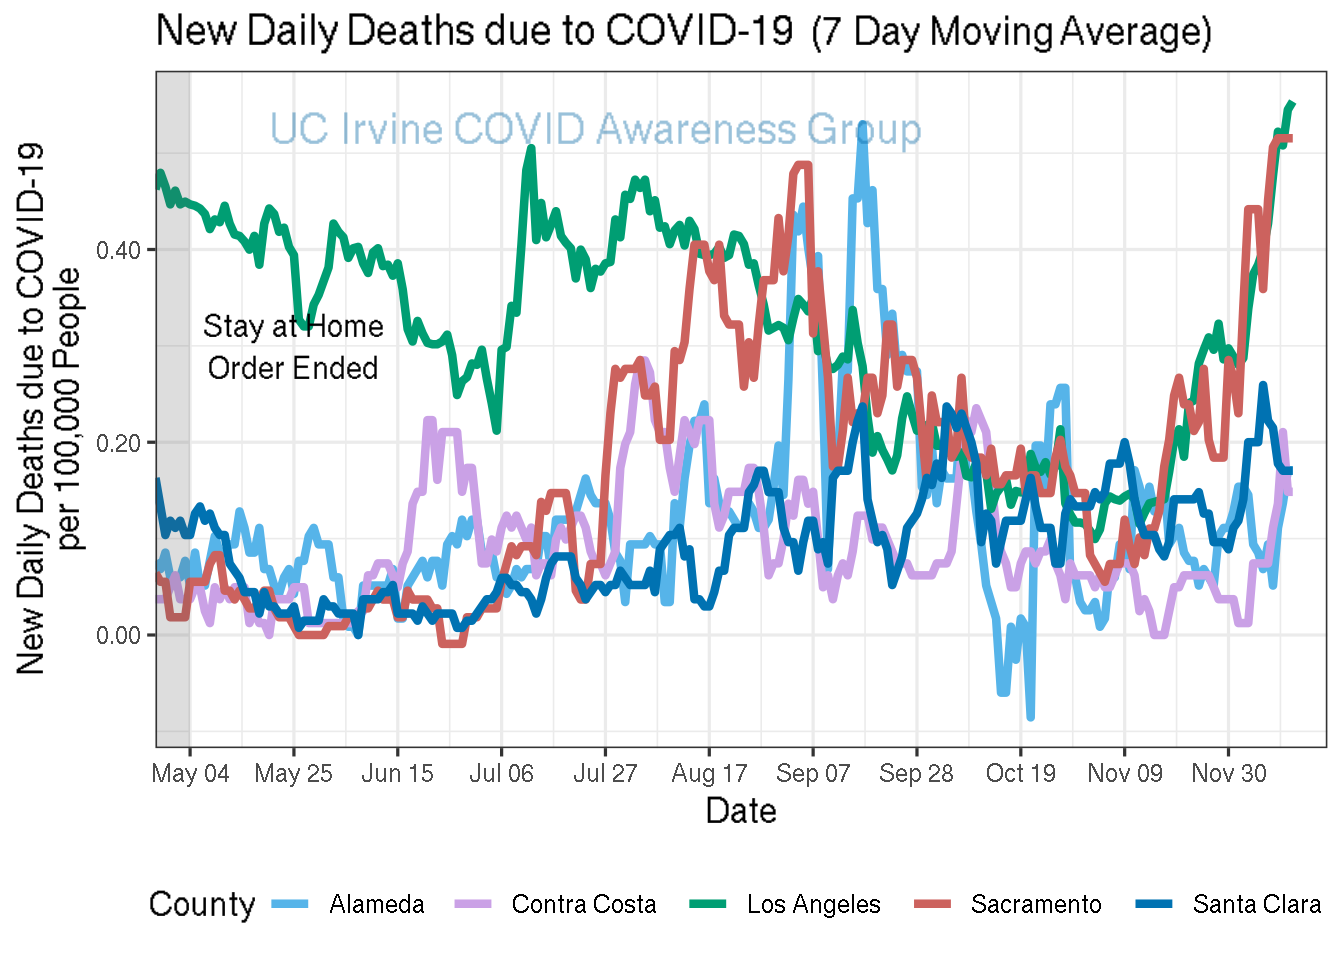 New Daily Deaths due to COVID-19 (7 Day Moving Average)
UC Irvine COVID Awareness Group
New Daily Deaths due to COVID-19
per 100,000 People
0.40
0.20
0.00
Stay at Home
Order Ended
May 04 May 25 Jun 15 Jul 06 Jul 27 Aug 17 Sep 07 Sep 28 Oct 19 Nov 09 Nov 30
Date
County Alameda Contra Costa Los Angeles Sacramento Santa Clara